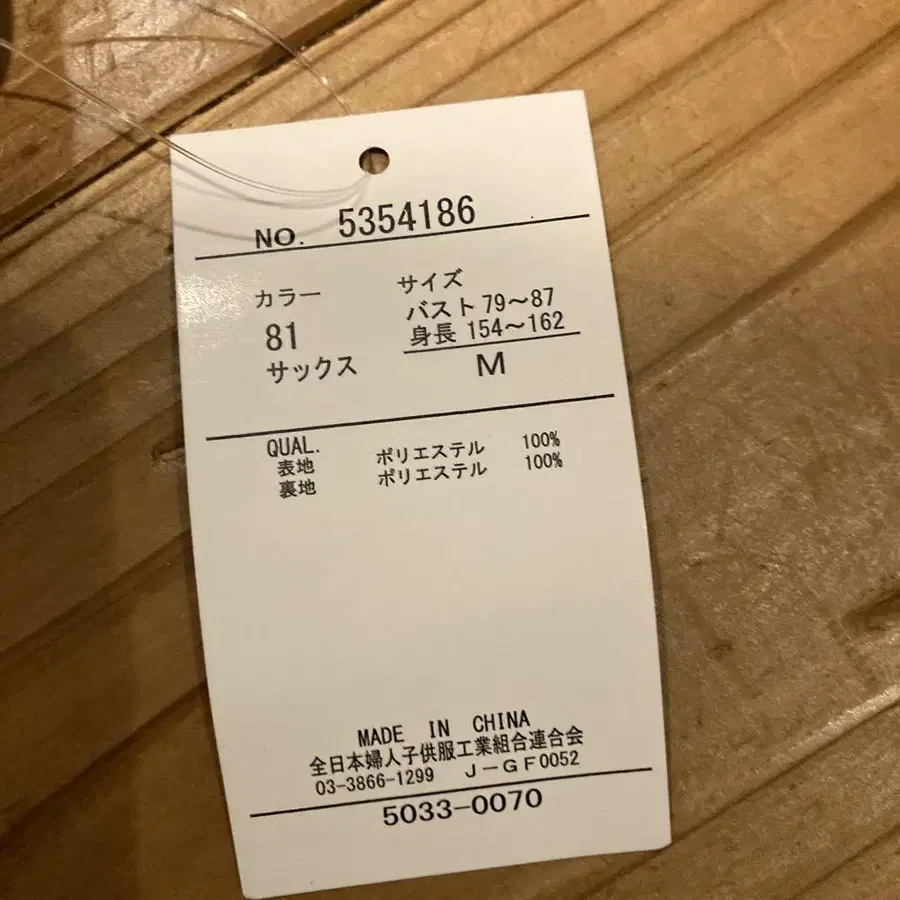 NO. 5354186
カラー
81
サックス
サイズ
バスト 79～87
身長 154～162
M
QUAL.
表地 ポリエステル 100%
裏地 ポリエステル 100%
MADE IN CHINA
全日本婦人子供服工業組合連合会
03-3866-1299 J－GF0052
5033-0070